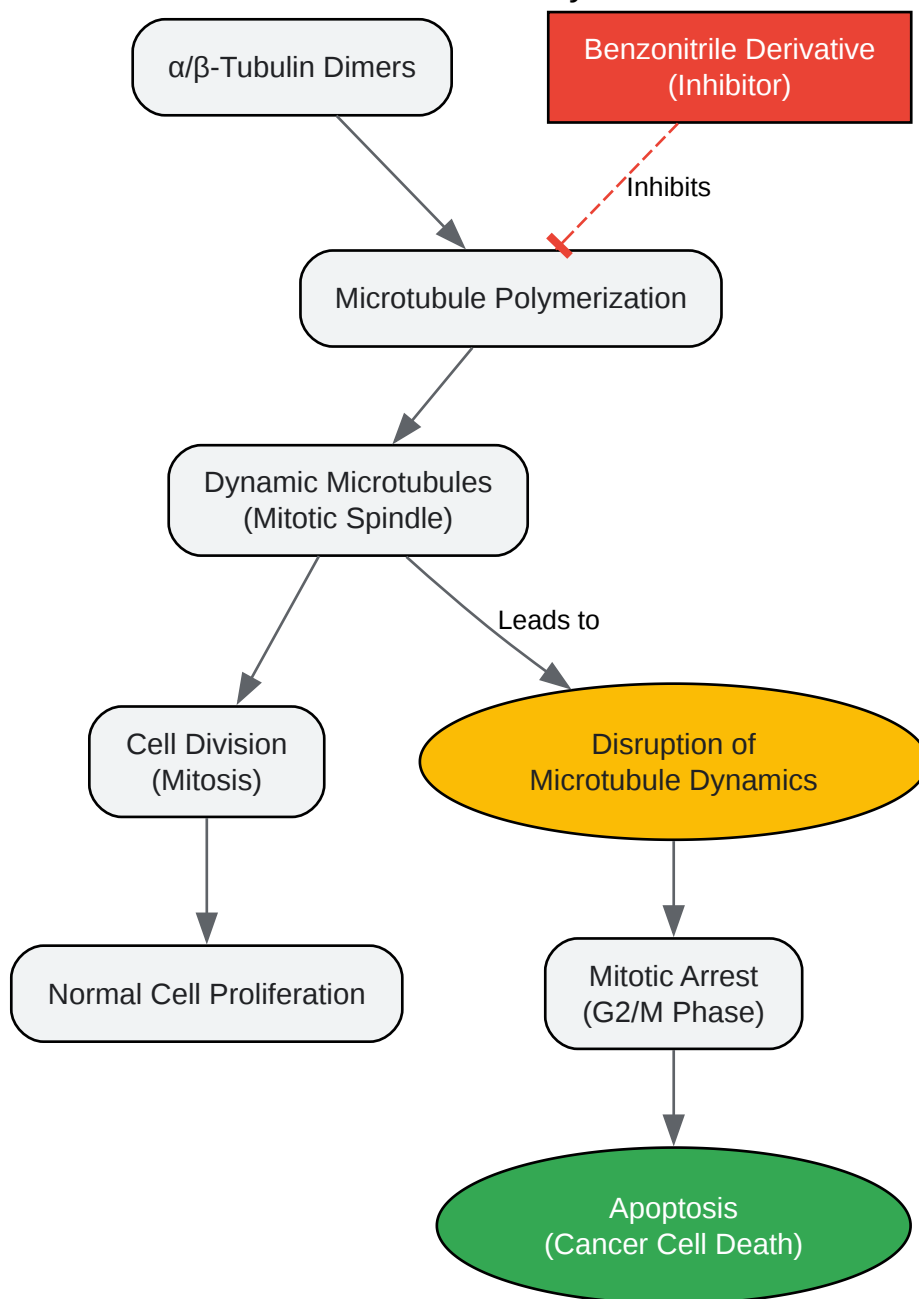 α/β-Tubulin Dimers
Benzonitrile Derivative
(Inhibitor)
Inhibits
Microtubule Polymerization
Dynamic Microtubules
(Mitotic Spindle)
Leads to
Cell Division
(Mitosis)
Disruption of
Microtubule Dynamics
Normal Cell Proliferation
Mitotic Arrest
(G2/M Phase)
Apoptosis
(Cancer Cell Death)